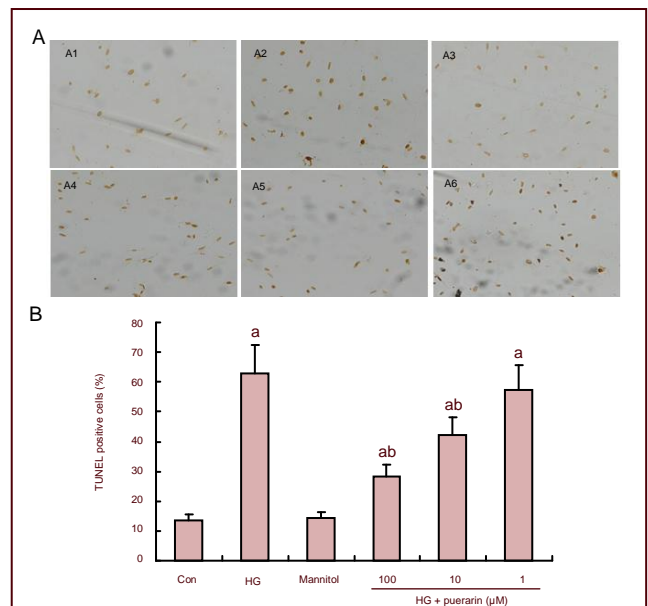 A
A1
A2
A3
A4
A5
A6
B
TUNEL positive cells (%)
80
70
60
50
40
30
20
10
0
a
ab
ab
a
Con
HG
Mannitol
100
10
1
HG + puerarin (μM)